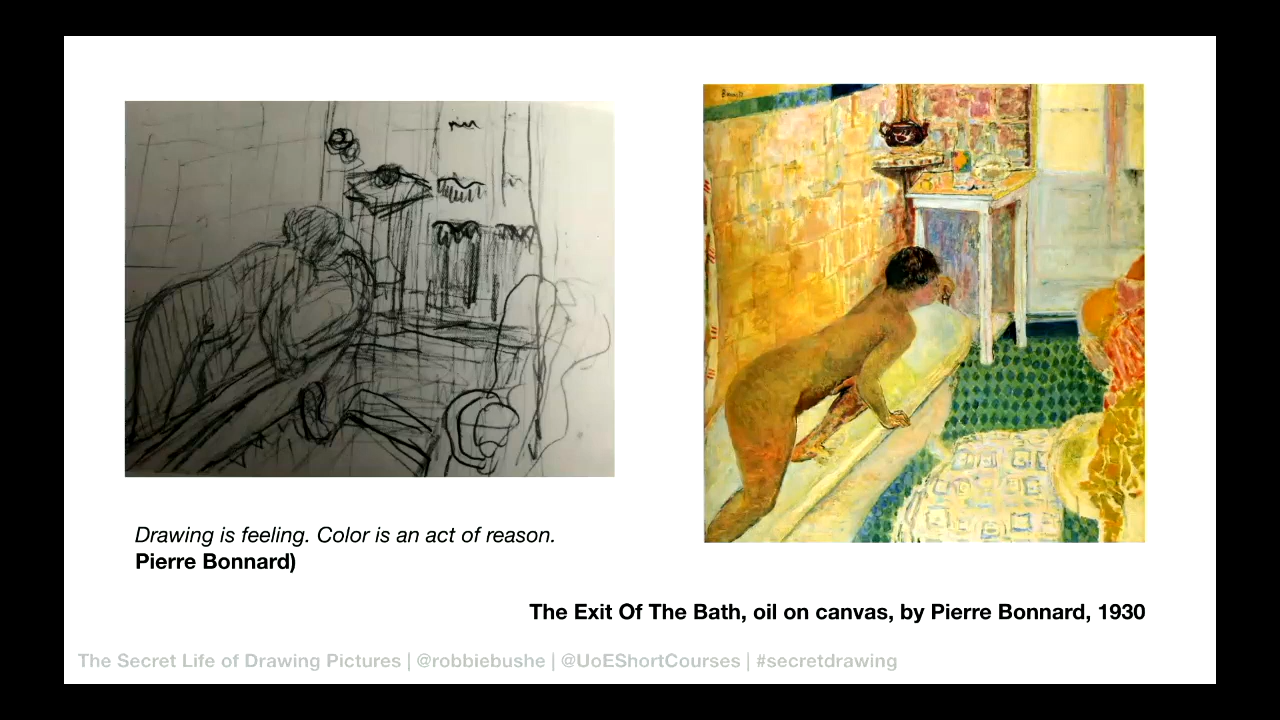 Drawing is feeling. Color is an act of reason.
Pierre Bonnard)
The Exit Of The Bath, oil on canvas, by Pierre Bonnard, 1930
The Secret Life of Drawing Pictures | @robbiebushe | @UoEShortCourses | #secretdrawing